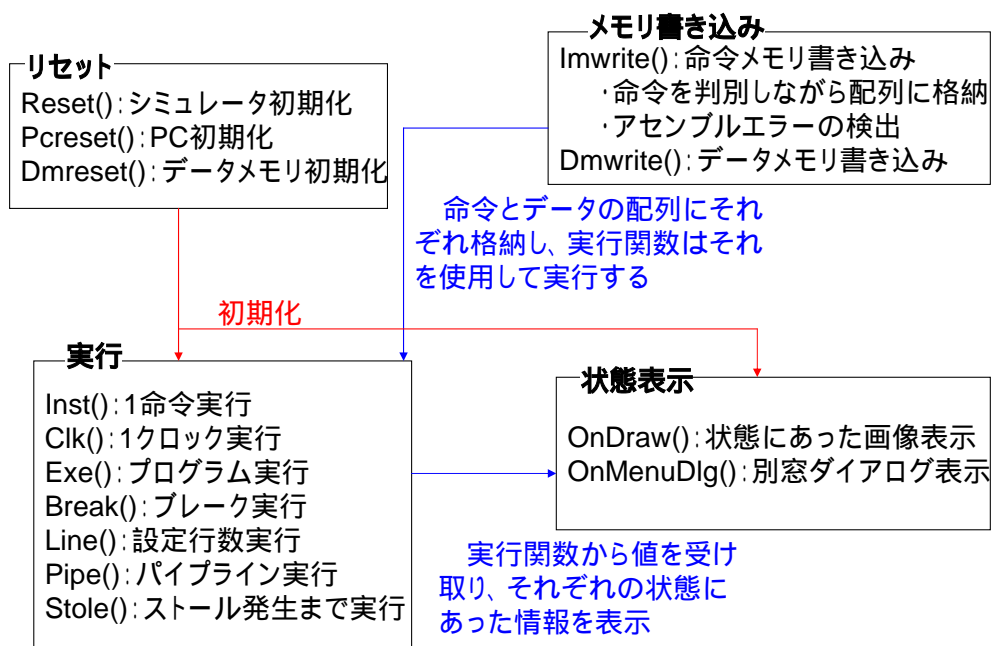 リセット
Reset():シミュレータ初期化
Pcreset():PC初期化
Dmreset():データメモリ初期化
メモリ書き込み
Imwrite():命令メモリ書き込み
・命令を判別しながら配列に格納
・アセンブルエラーの検出
Dmwrite():データメモリ書き込み
命令とデータの配列にそれ
ぞれ格納し、実行関数はそれ
を使用して実行する
初期化
実行
Inst():1命令実行
Clk():1クロック実行
Exe():プログラム実行
Break():ブレーク実行
Line():設定行数実行
Pipe():パイプライン実行
Stole():ストール発生まで実行
状態表示
OnDraw():状態にあった画像表示
OnMenuDlg():別窓ダイアログ表示
実行関数から値を受け
取り、それぞれの状態に
あった情報を表示